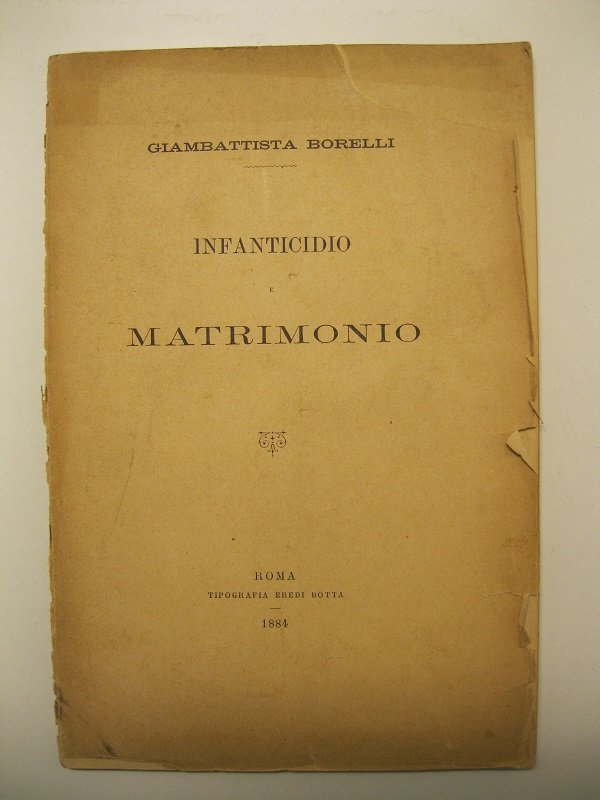 GIAMBATTISTA BORELLI
INFANTICIDIO
E
MATRIMONIO
ROMA
TIPOGRAFIA EREDI BOTTA
1884